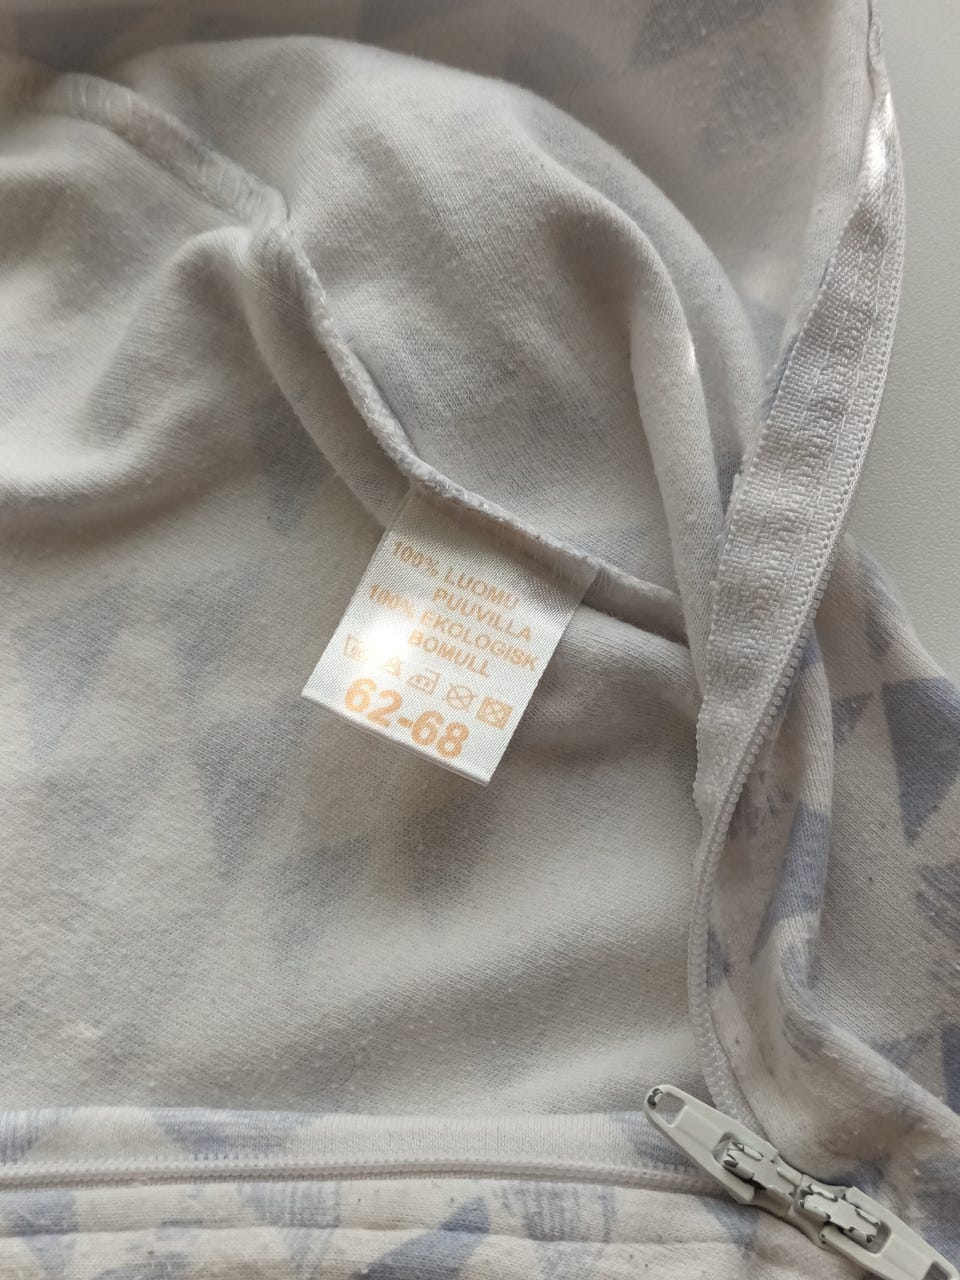 100% LUOMU
PUUVILLA
100% EKOLOGISK
BOMULL
62-68